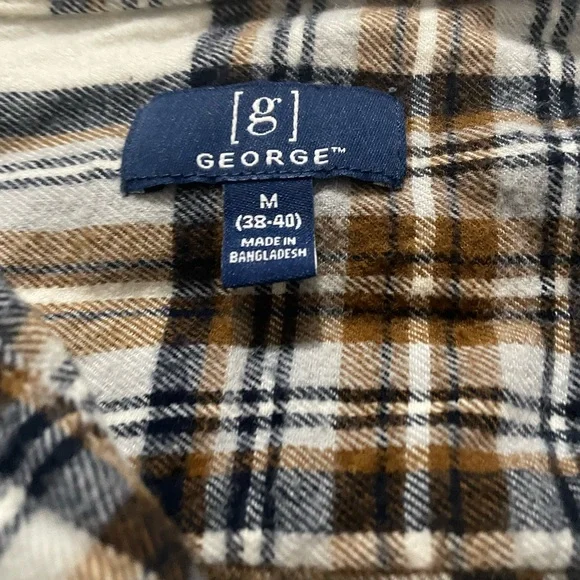 [g]
GEORGE™
M
(38-40)
MADE IN
BANGLADESH